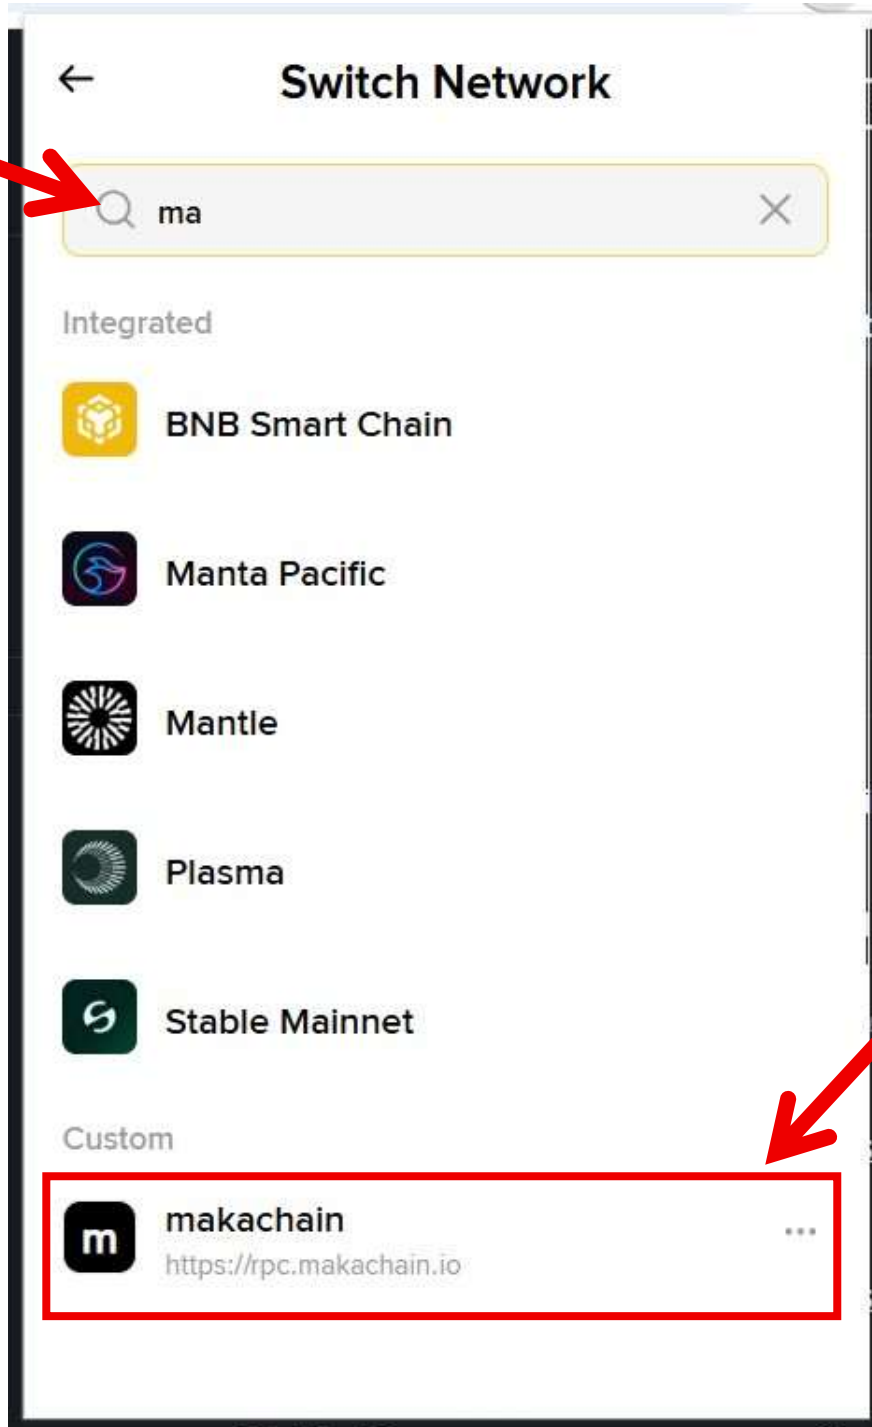 Switch Network
ma
Integrated
BNB Smart Chain
Manta Pacific
Mantle
Plasma
Stable Mainnet
Custom
m
makachain
https://rpc.makachain.io